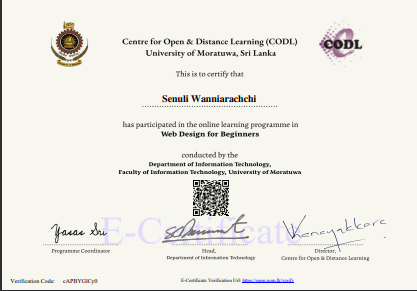 Centre for Open & Distance Learning (CODL)
University of Moratuwa, Sri Lanka
CODL
This is to certify that
Senuli Wanniarachchi
has participated in the online learning programme in
Web Design for Beginners
conducted by the
Department of Information Technology,
Faculty of Information Technology, University of Moratuwa
E-Certificate
Programme Coordinator
Head,
Department of Information Technology
Director,
Centre for Open & Distance Learning
Verification Code: cAPBYGlCy0
E-Certificate Verification Url: https://open.uom.lk/verify